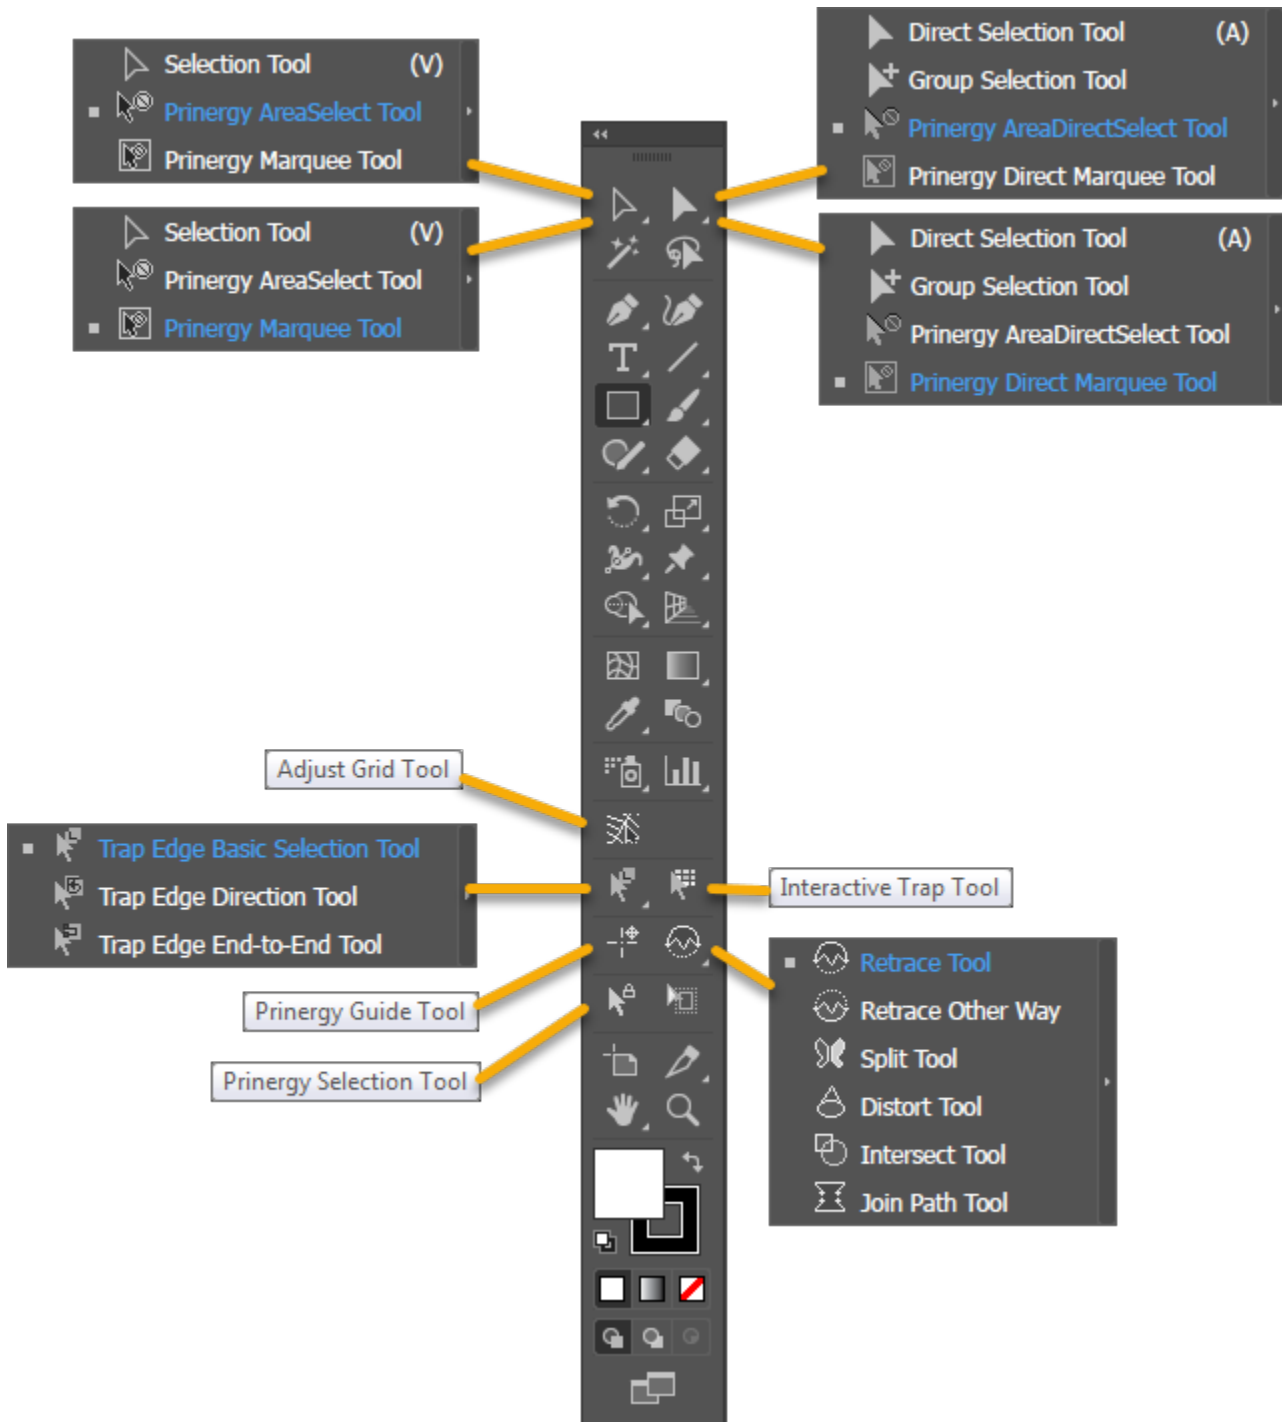 Selection Tool (V)
Prinergy AreaSelect Tool
Prinergy Marquee Tool
Selection Tool (V)
Prinergy AreaSelect Tool
Prinergy Marquee Tool
Direct Selection Tool (A)
Group Selection Tool
Prinergy AreaDirectSelect Tool
Prinergy Direct Marquee Tool
Direct Selection Tool (A)
Group Selection Tool
Prinergy AreaDirectSelect Tool
Prinergy Direct Marquee Tool
Adjust Grid Tool
Trap Edge Basic Selection Tool
Trap Edge Direction Tool
Trap Edge End-to-End Tool
Interactive Trap Tool
Prinergy Guide Tool
Prinergy Selection Tool
Retrace Tool
Retrace Other Way
Split Tool
Distort Tool
Intersect Tool
Join Path Tool